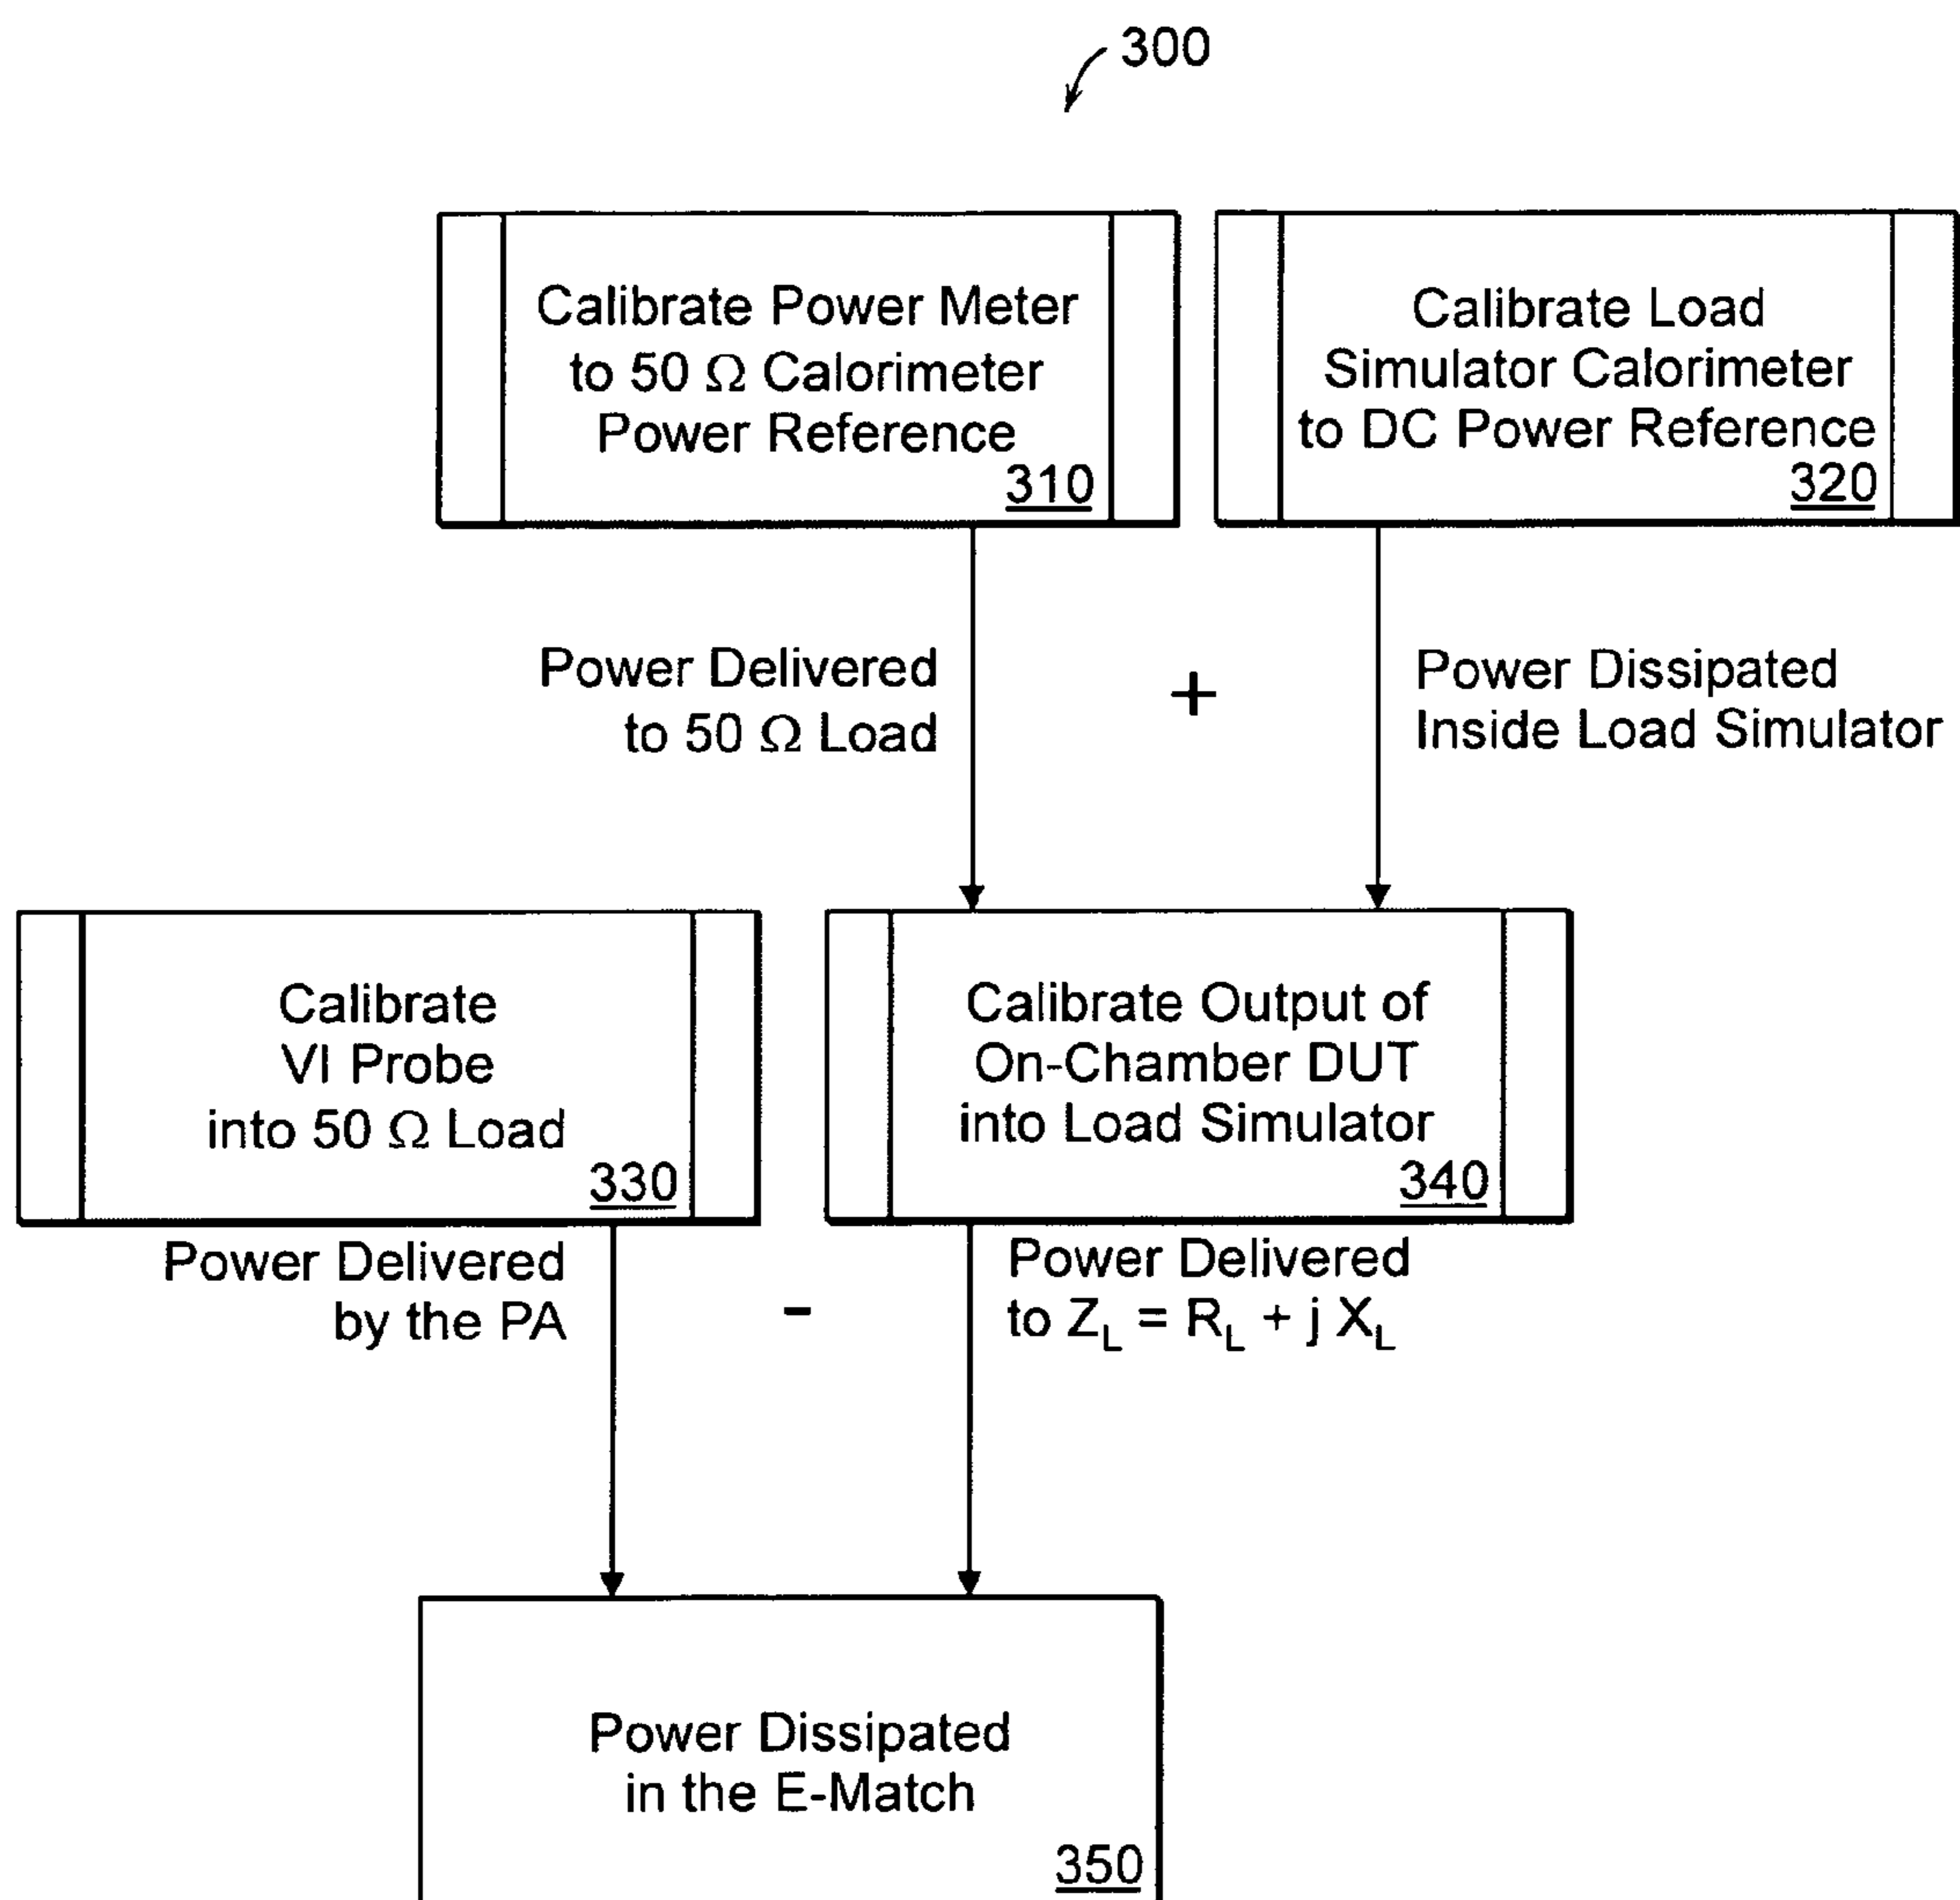 300
Calibrate Power Meter
to 50 Ω Calorimeter
Power Reference
310
Calibrate Load
Simulator Calorimeter
to DC Power Reference
320
Power Delivered
to 50 Ω Load
+
Power Dissipated
Inside Load Simulator
Calibrate
VI Probe
into 50 Ω Load
330
Calibrate Output of
On-Chamber DUT
into Load Simulator
340
Power Delivered
by the PA
-
Power Delivered
to Z_L = R_L + j X_L
Power Dissipated
in the E-Match
350